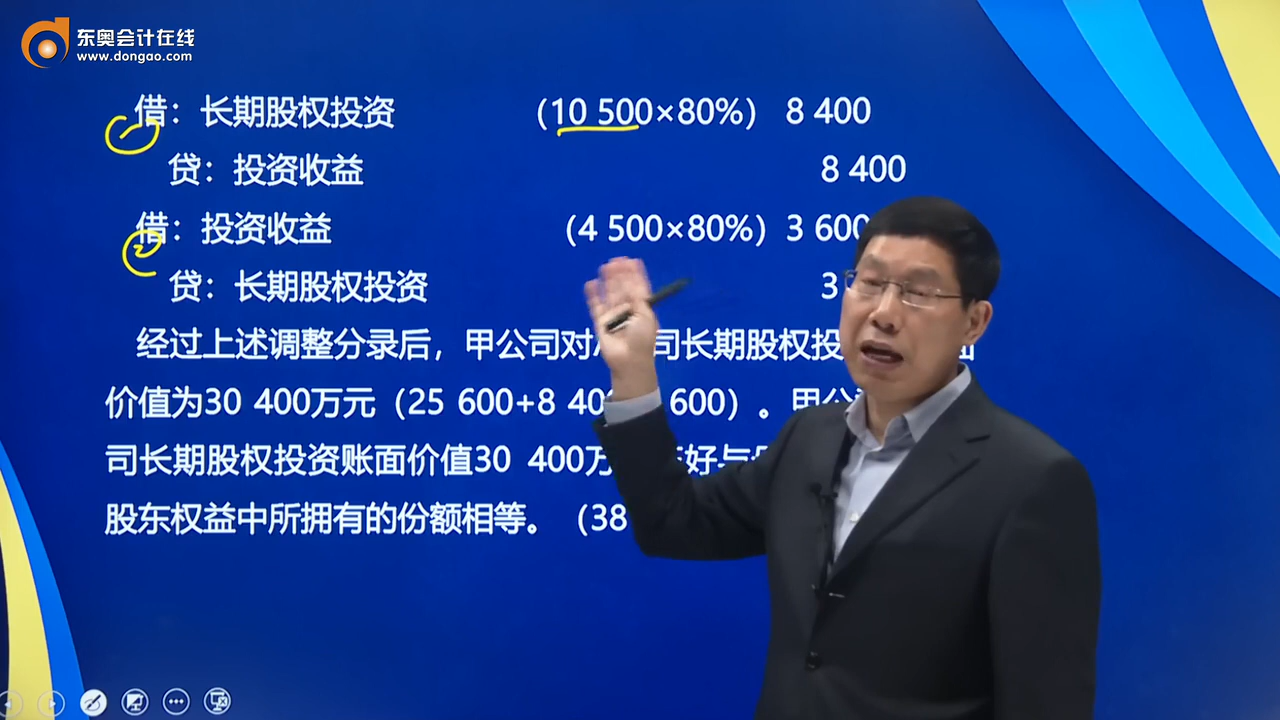 东奥会计在线
www.dongao.com
借：长期股权投资 （10 500×80%） 8 400
贷：投资收益 8 400
借：投资收益 （4 500×80%）3 600
贷：长期股权投资 3
经过上述调整分录后，甲公司对 司长期股权投
价值为30 400万元（25 600+8 40 600）。甲公
司长期股权投资账面价值30 400万 好与
股东权益中所拥有的份额相等。（38